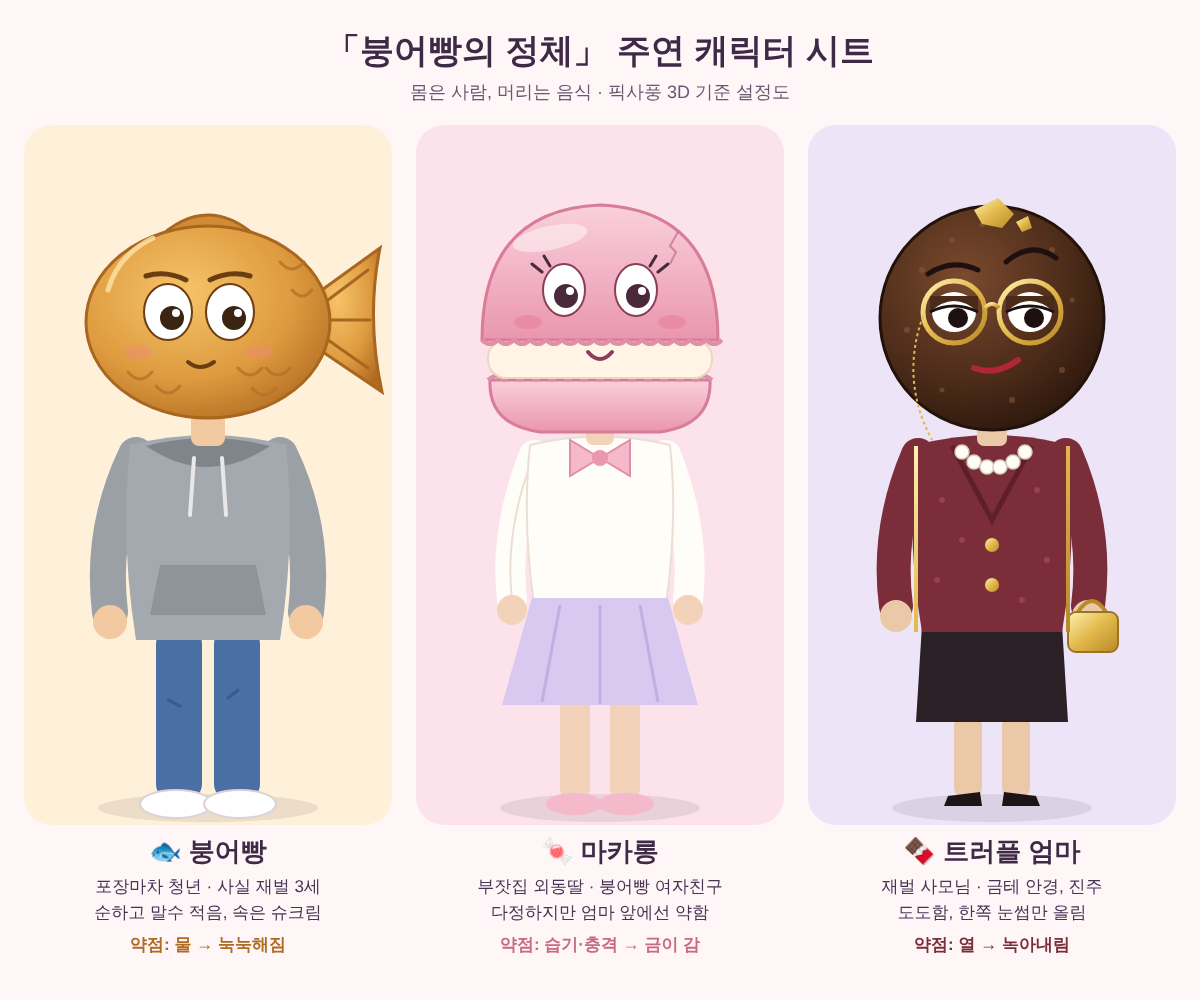 「붕어빵의 정체」 주연 캐릭터 시트
몸은 사람, 머리는 음식 · 픽사풍 3D 기준 설정도
🐟 붕어빵
포장마차 청년 · 사실 재벌 3세
순하고 말수 적음, 속은 슈크림
약점: 물 → 눅눅해짐
🍬 마카롱
부잣집 외동딸 · 붕어빵 여자친구
다정하지만 엄마 앞에선 약함
약점: 습기·충격 → 금이 감
🍫 트러플 엄마
재벌 사모님 · 금테 안경, 진주
도도함, 한쪽 눈썹만 올림
약점: 열 → 녹아내림